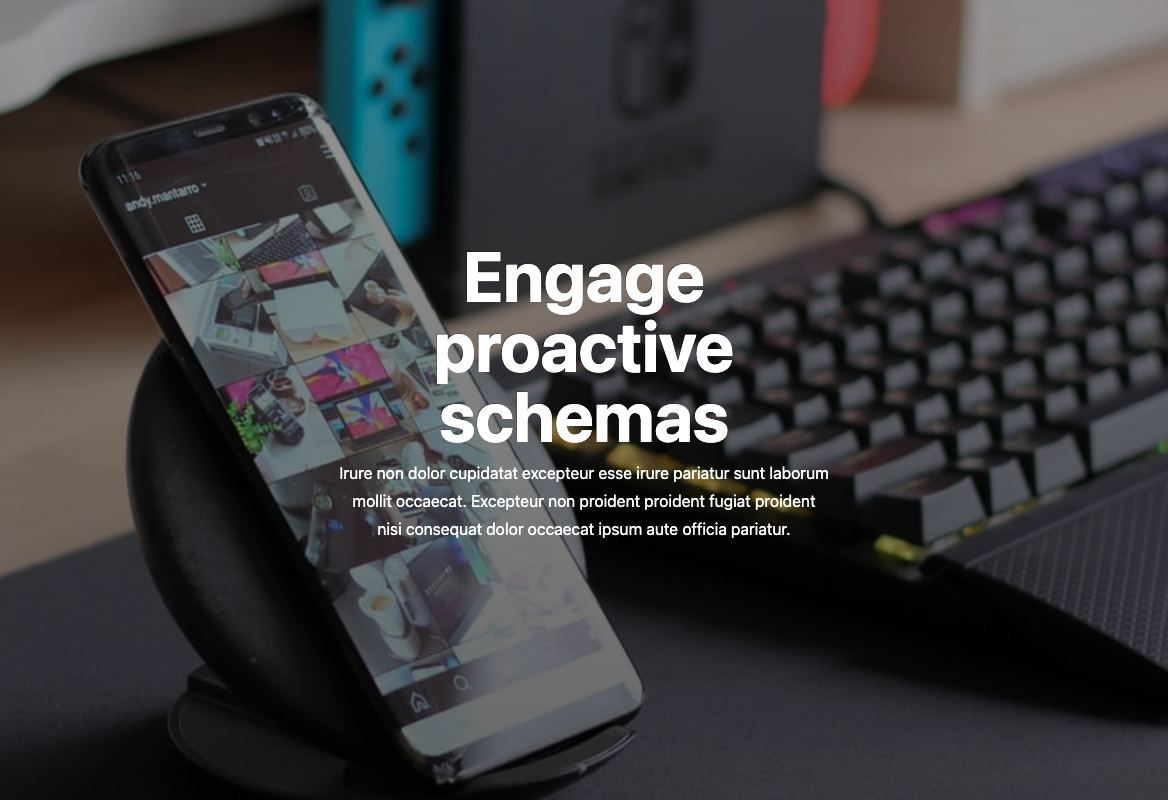 11:16
andy.mantarro
Engage
proactive
schemas
Irure non dolor cupidatat excepteur esse irure pariatur sunt laborum
mollit occaecat. Excepteur non proident proident fugiat proident
nisi consequat dolor occaecat ipsum aute officia pariatur.